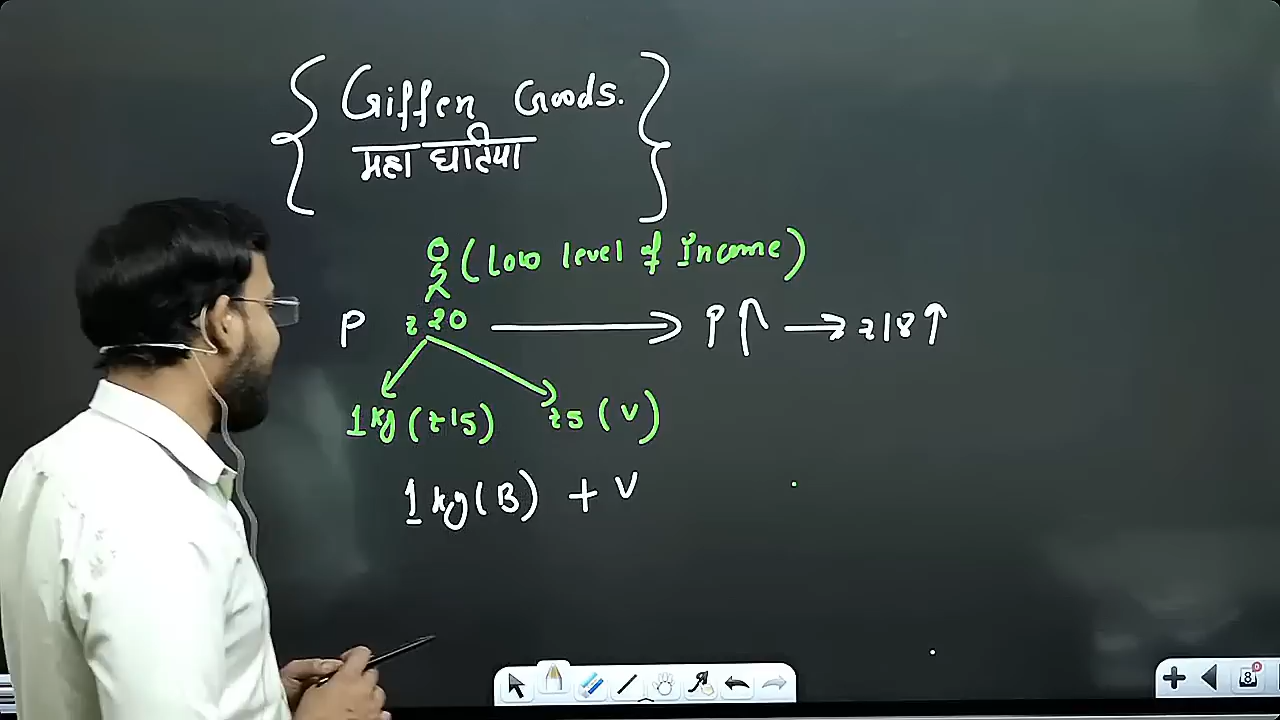 Giffen Goods.
महा घटिया
(low level of Income)
P ₹20 → P↑ → ₹18↑
1kg (₹15) ₹5 (V)
1kg (B) + V